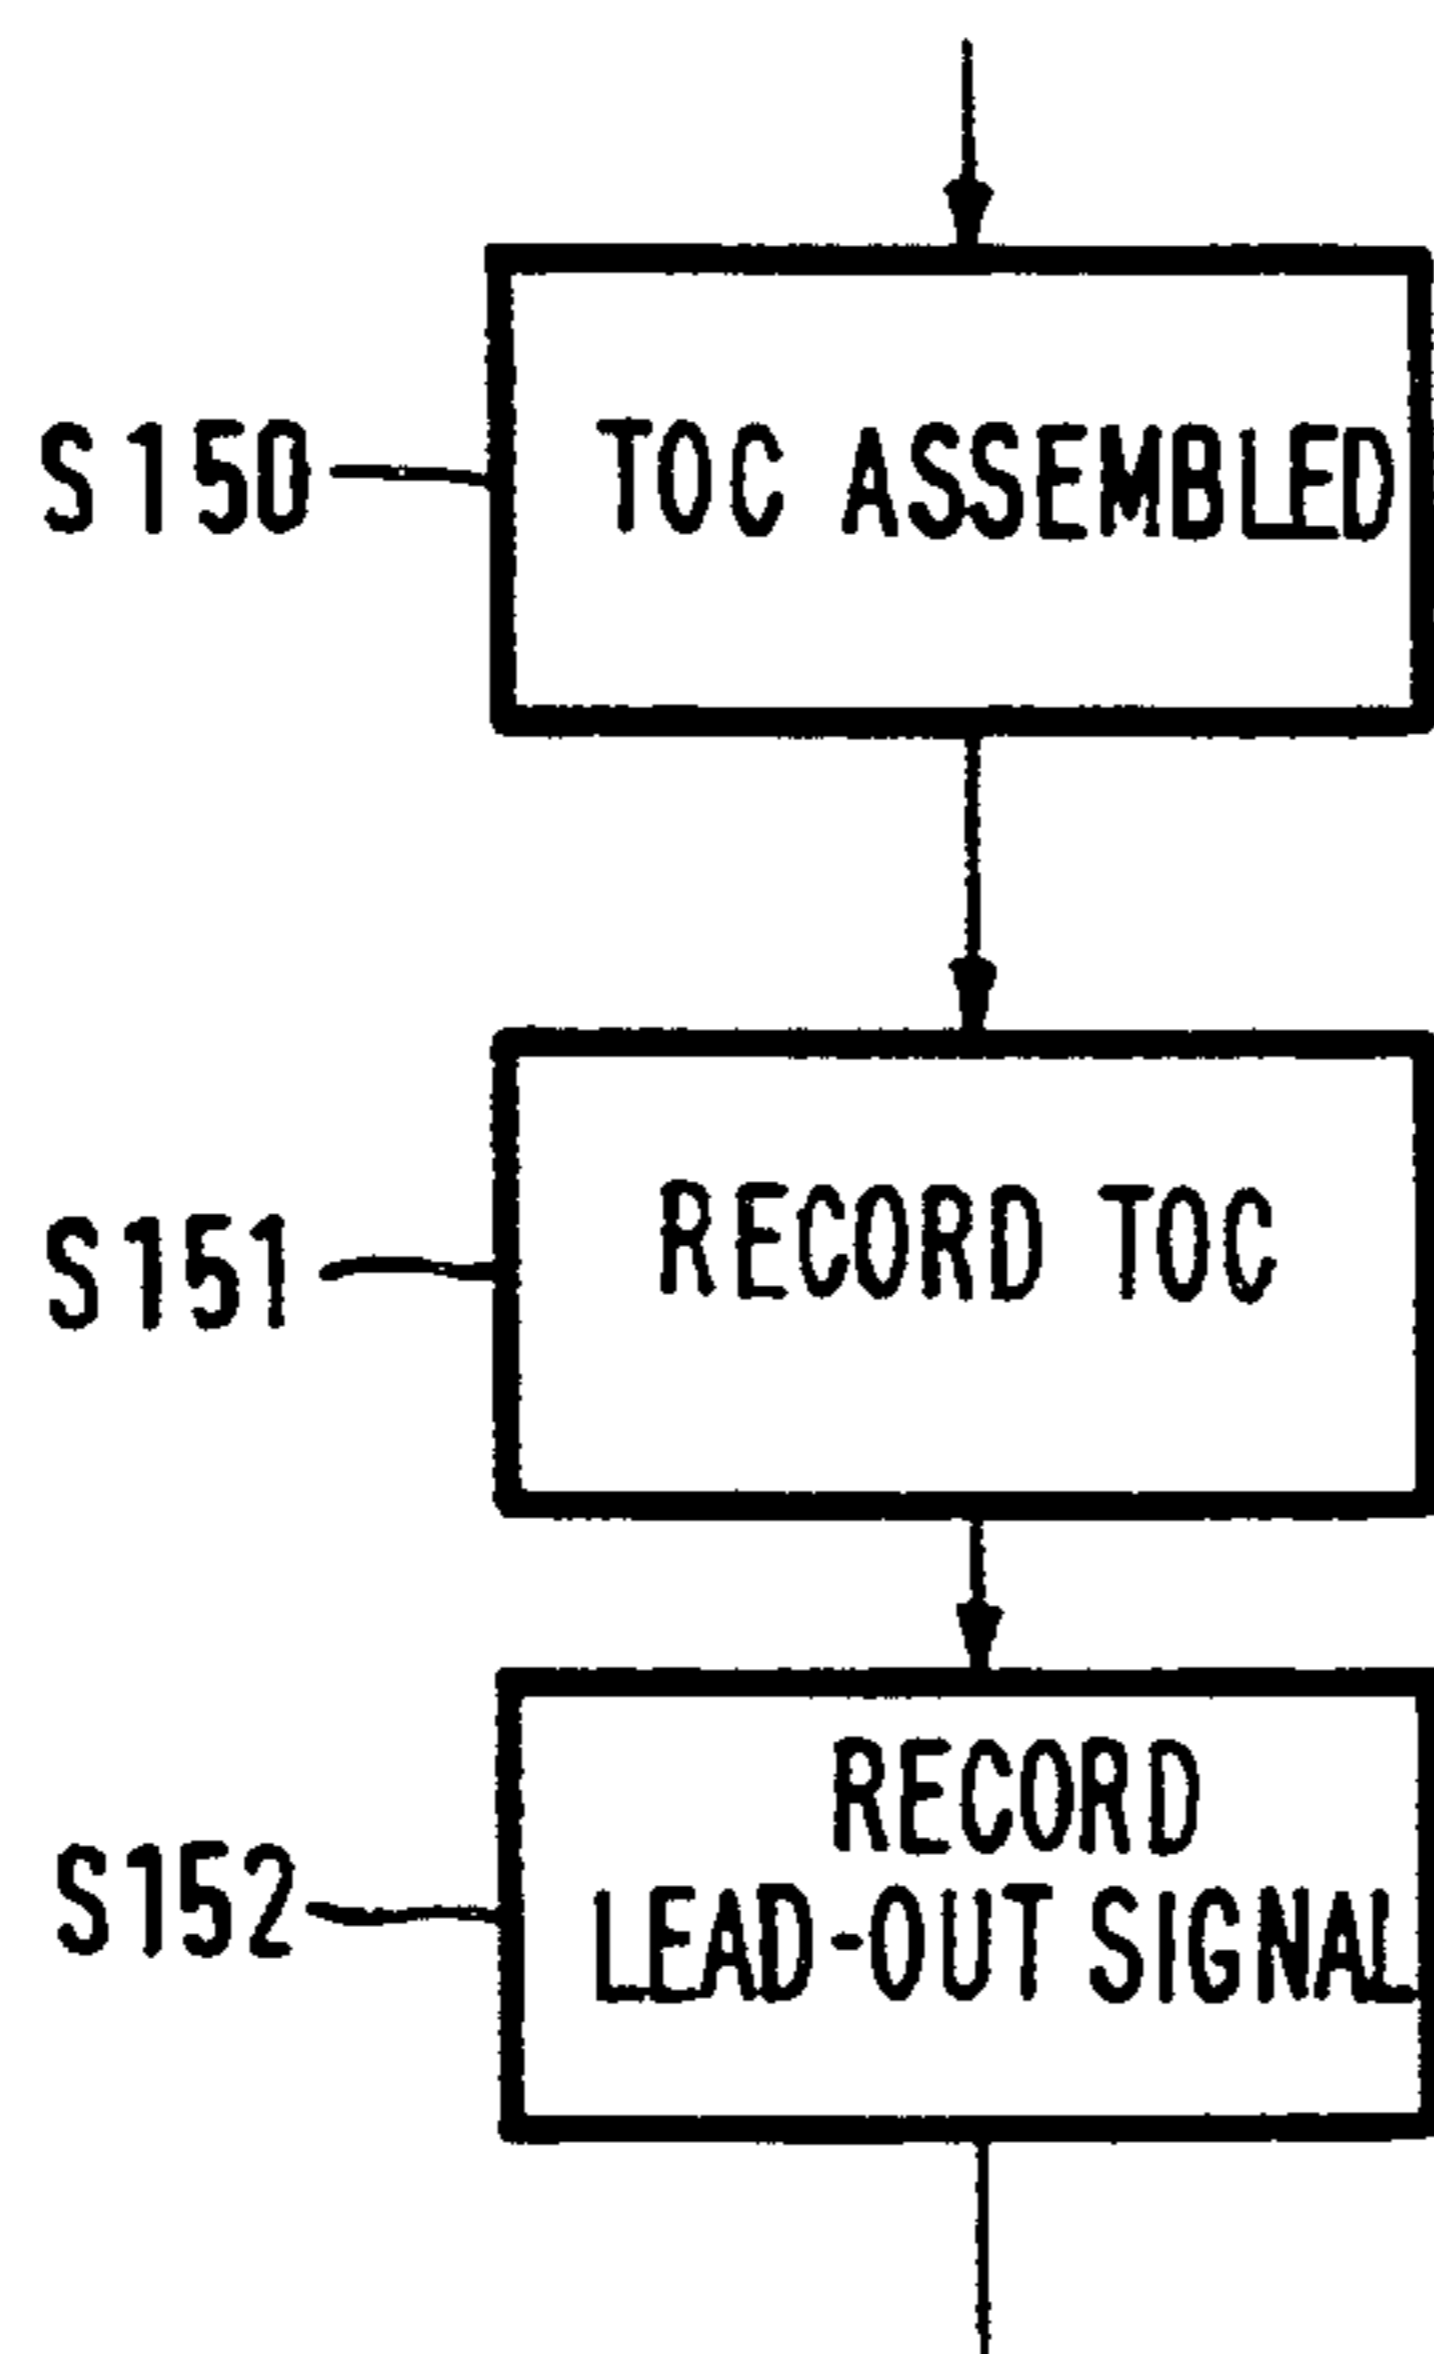 S150
TOC ASSEMBLED
S151
RECORD TOC
S152
RECORD
LEAD-OUT SIGNAL